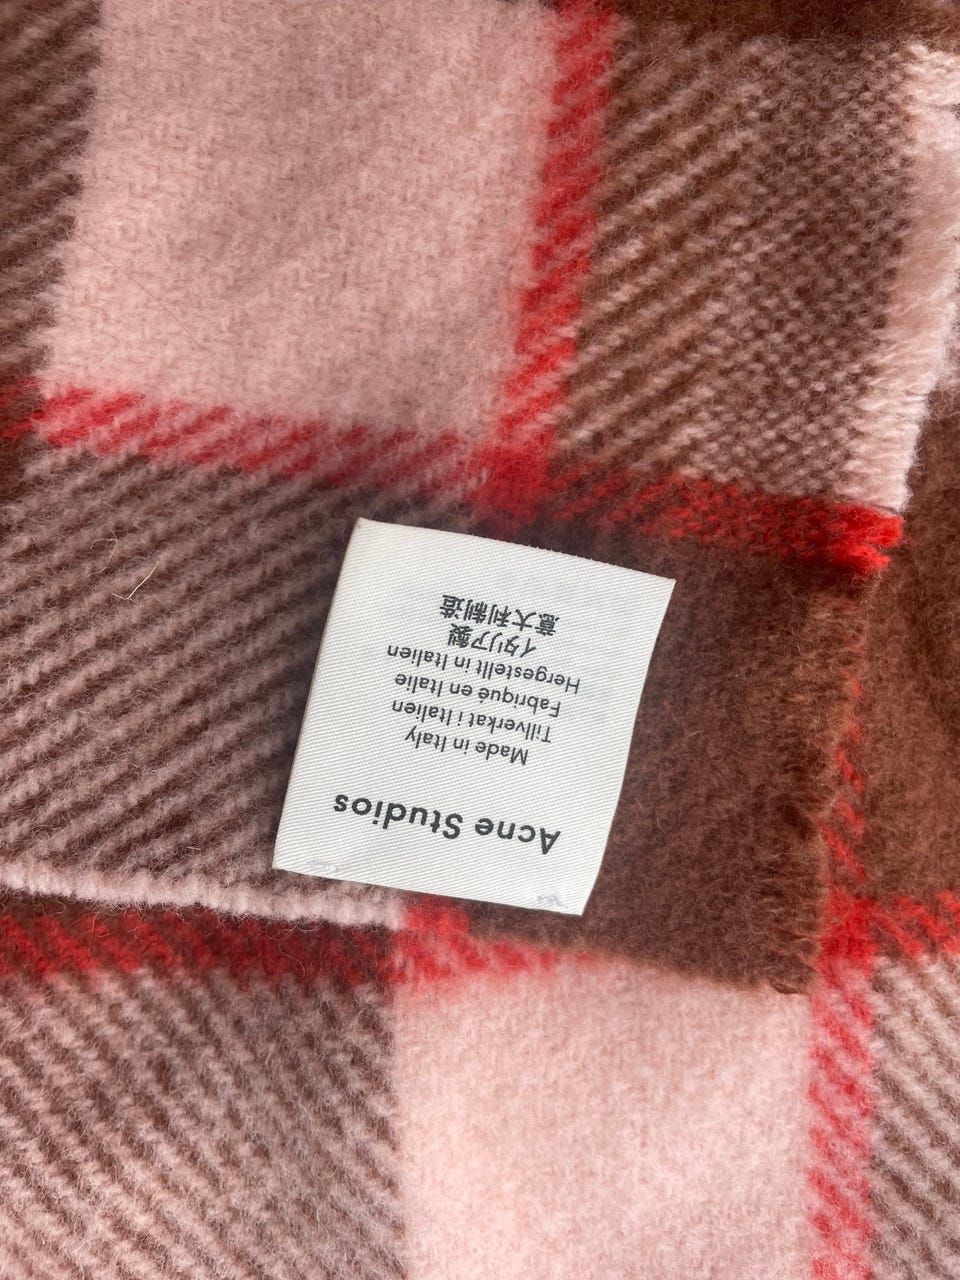 Acne Studios
Made in Italy
Tillverkat i Italien
Fabriqué en Italie
Hergestellt in Italien
イタリア製
意大利制造